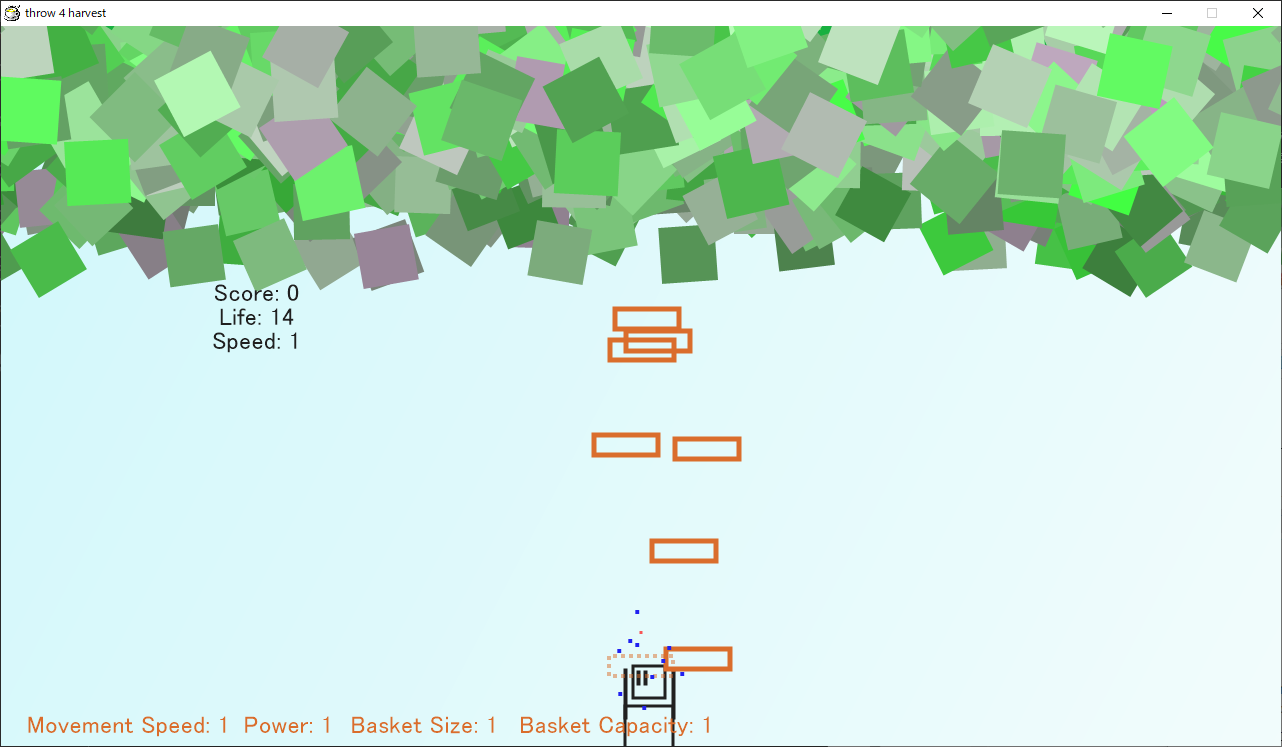 throw 4 harvest
Score: 0
Life: 14
Speed: 1
Movement Speed: 1 Power: 1 Basket Size: 1 Basket Capacity: 1